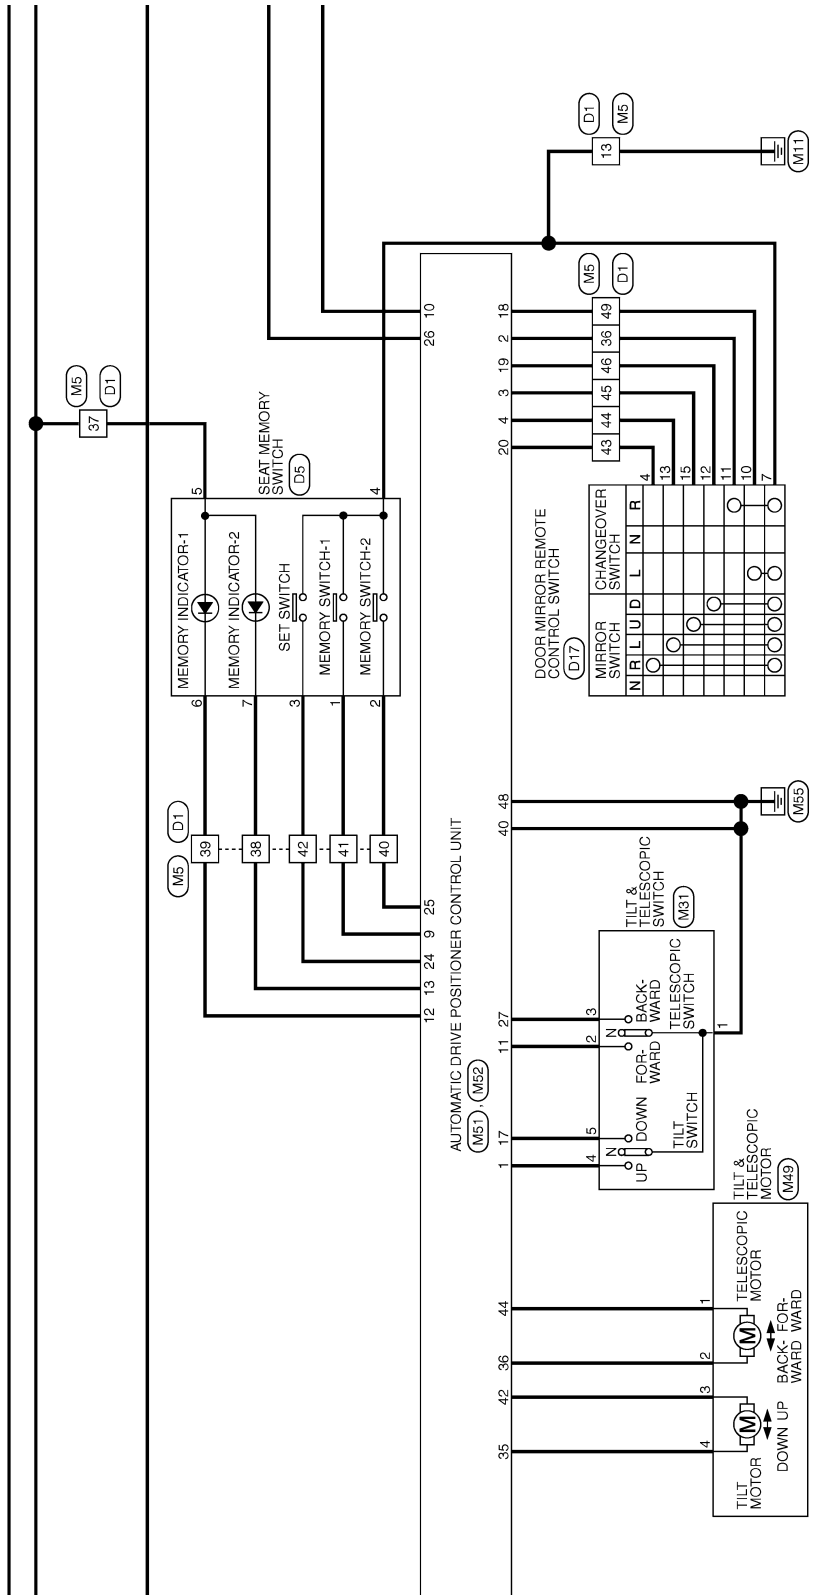 D1
M5
13
M11
M5
D1
10
26
18
2
19
3
4
20
49
36
46
45
44
43
M5
D1
37
SEAT MEMORY
SWITCH
D5
5
4
MEMORY INDICATOR-1
MEMORY INDICATOR-2
SET SWITCH
MEMORY SWITCH-1
MEMORY SWITCH-2
6
7
3
1
2
4
13
15
12
11
10
7
DOOR MIRROR REMOTE
CONTROL SWITCH
D17
MIRROR
SWITCH
CHANGEOVER
SWITCH
N
R
L
U
D
L
N
R
D1
M5
39
38
42
41
40
25
9
24
13
12
AUTOMATIC DRIVE POSITIONER CONTROL UNIT
M51 , M52
48
40
M55
27
11
17
1
TILT &
TELESCOPIC
SWITCH
M31
3
2
5
4
1
N
BACK-
WARD
FOR-
WARD
TELESCOPIC
SWITCH
N
DOWN
UP
TILT
SWITCH
TILT &
TELESCOPIC
MOTOR
M49
44
36
42
35
1
2
3
4
M
TELESCOPIC
MOTOR
BACK- FOR-
WARD WARD
M
DOWN UP
TILT
MOTOR